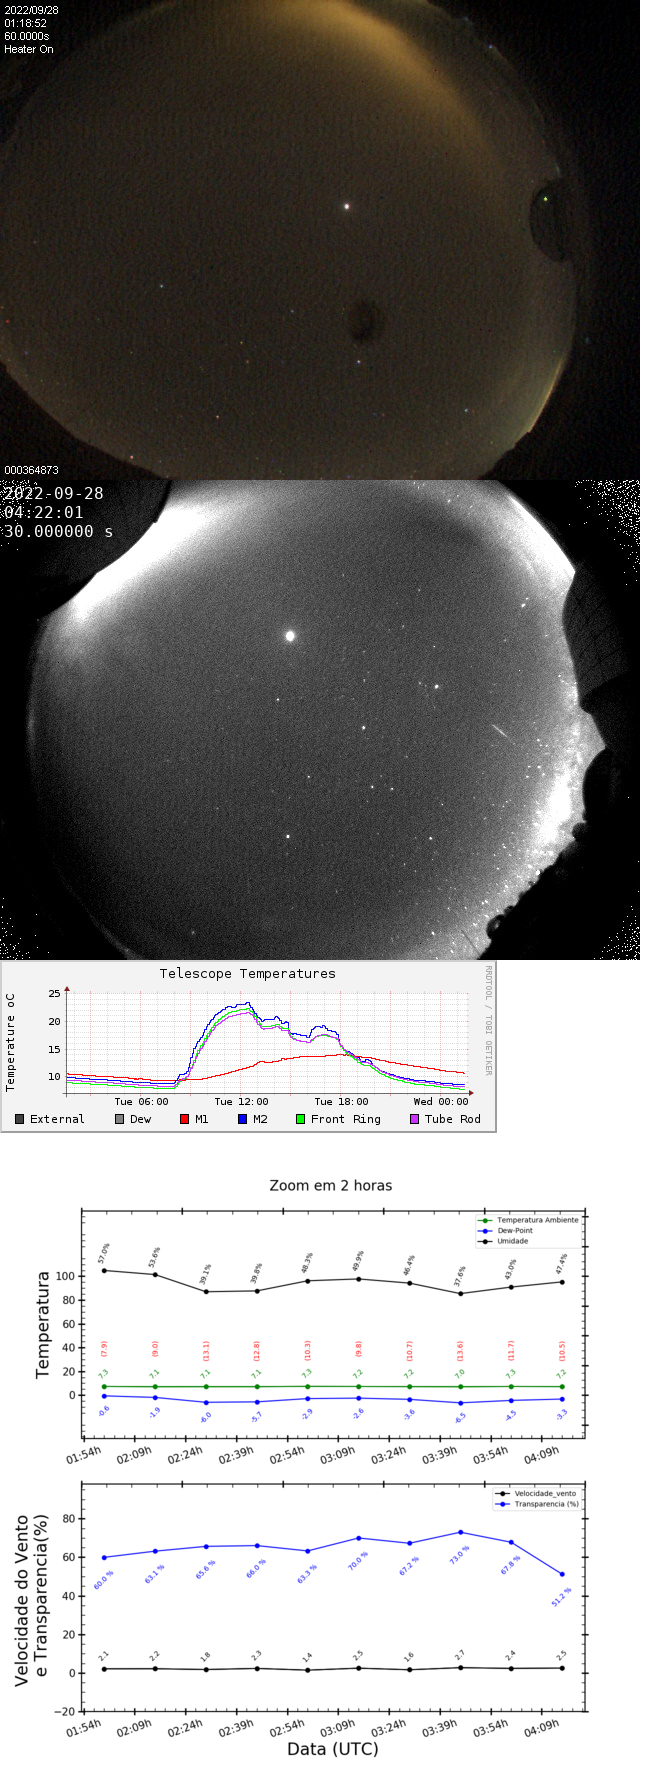 2022/09/28
01:18:52
60.0000s
Heater On
000364873
2022-09-28
04:22:01
30.000000 s
Telescope Temperatures
RRDTOOL / TOBI OETIKER
Temperature oC
25
20
15
10
Tue 06:00 Tue 12:00 Tue 18:00 Wed 00:00
External Dew M1 M2 Front Ring Tube Rod
Zoom em 2 horas
Temperatura Ambiente
Dew-Point
Umidade
Temperatura
100
80
60
40
20
0
57.0% 53.6% 39.1% 39.8% 48.3% 49.9% 46.4% 37.6% 43.0% 47.4%
(7.9) (9.0) (13.1) (12.8) (10.3) (9.8) (10.7) (13.6) (11.7) (10.5)
7.3 7.1 7.1 7.1 7.3 7.2 7.2 7.0 7.3 7.2
-0.6 -1.9 -6.0 -5.7 -2.9 -2.6 -3.6 -6.5 -4.5 -3.3
01:54h 02:09h 02:24h 02:39h 02:54h 03:09h 03:24h 03:39h 03:54h 04:09h
Velocidade_vento
Transparencia (%)
Velocidade do Vento
e Transparencia(%)
80
60
40
20
0
−20
60.0 % 63.1 % 65.6 % 66.0 % 63.3 % 70.0 % 67.2 % 73.0 % 67.8 % 51.2 %
2.1 2.2 1.8 2.3 1.4 2.5 1.6 2.7 2.4 2.5
01:54h 02:09h 02:24h 02:39h 02:54h 03:09h 03:24h 03:39h 03:54h 04:09h
Data (UTC)